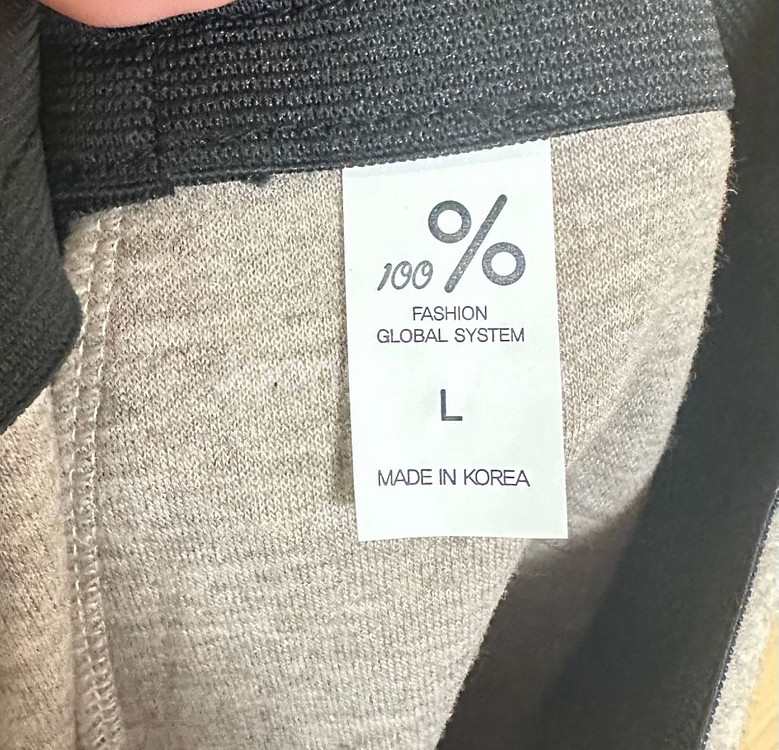 100%
FASHION
GLOBAL SYSTEM
L
MADE IN KOREA